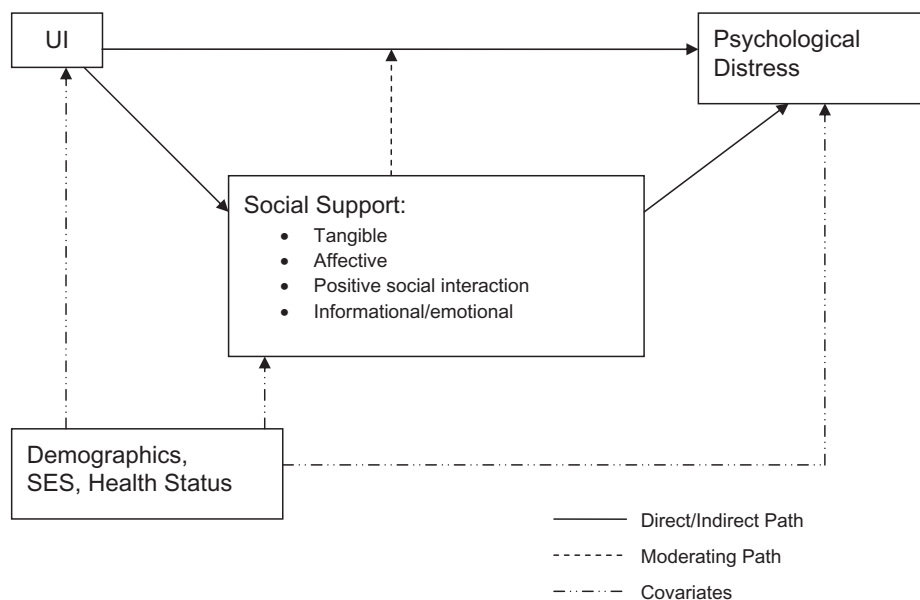 UI
Psychological
Distress
Social Support:
• Tangible
• Affective
• Positive social interaction
• Informational/emotional
Demographics,
SES, Health Status
Direct/Indirect Path
Moderating Path
Covariates